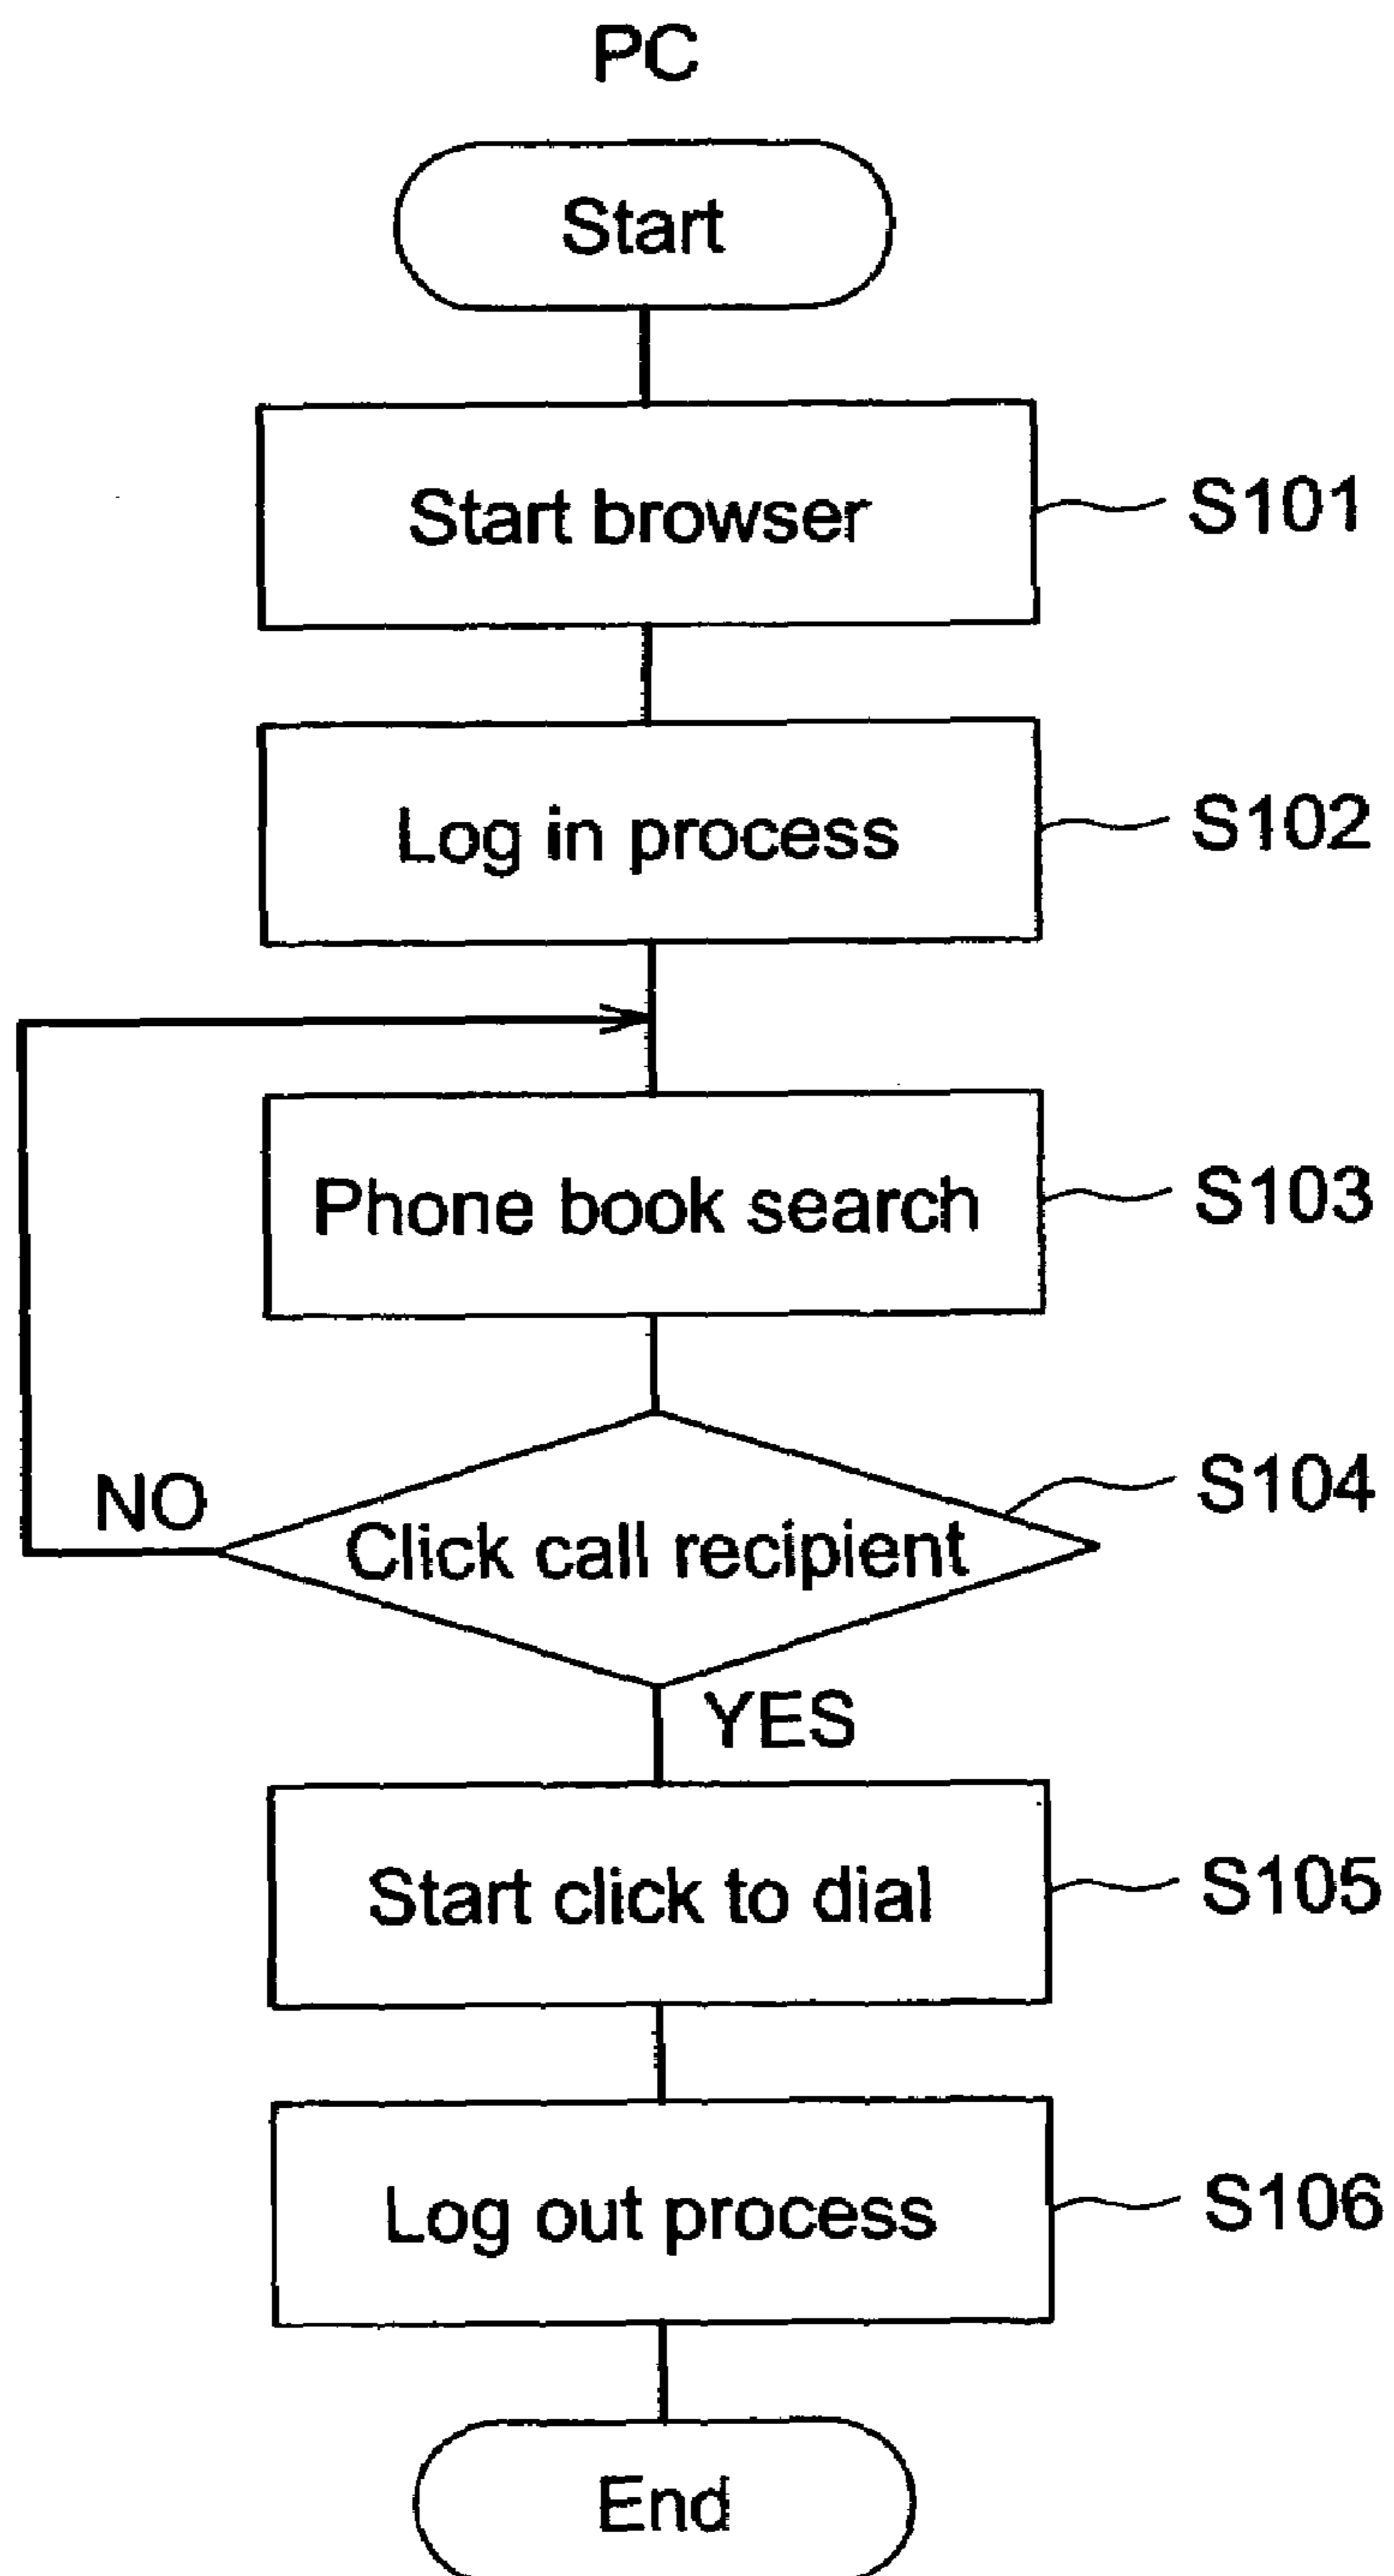 PC
Start
Start browser
S101
Log in process
S102
Phone book search
S103
Click call recipient
S104
NO
YES
Start click to dial
S105
Log out process
S106
End